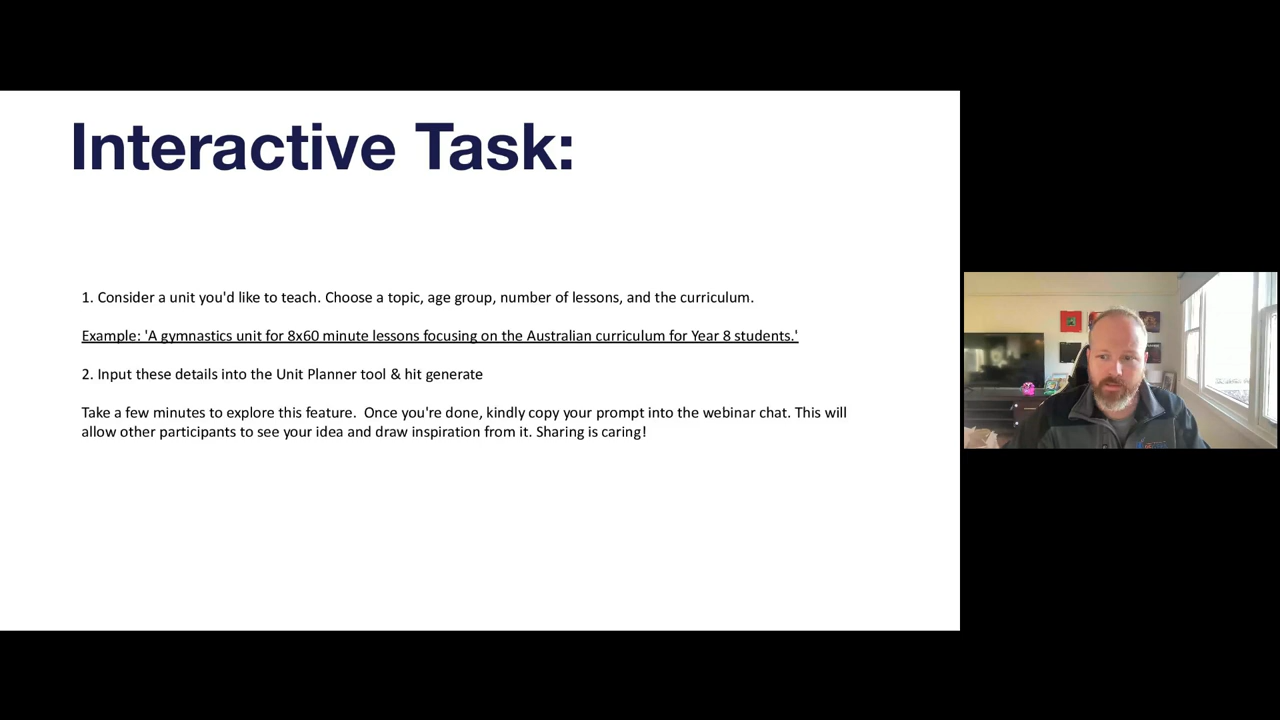 Interactive Task:
1. Consider a unit you'd like to teach. Choose a topic, age group, number of lessons, and the curriculum.
Example: 'A gymnastics unit for 8x60 minute lessons focusing on the Australian curriculum for Year 8 students.'
2. Input these details into the Unit Planner tool & hit generate
Take a few minutes to explore this feature.  Once you're done, kindly copy your prompt into the webinar chat. This will
allow other participants to see your idea and draw inspiration from it. Sharing is caring!